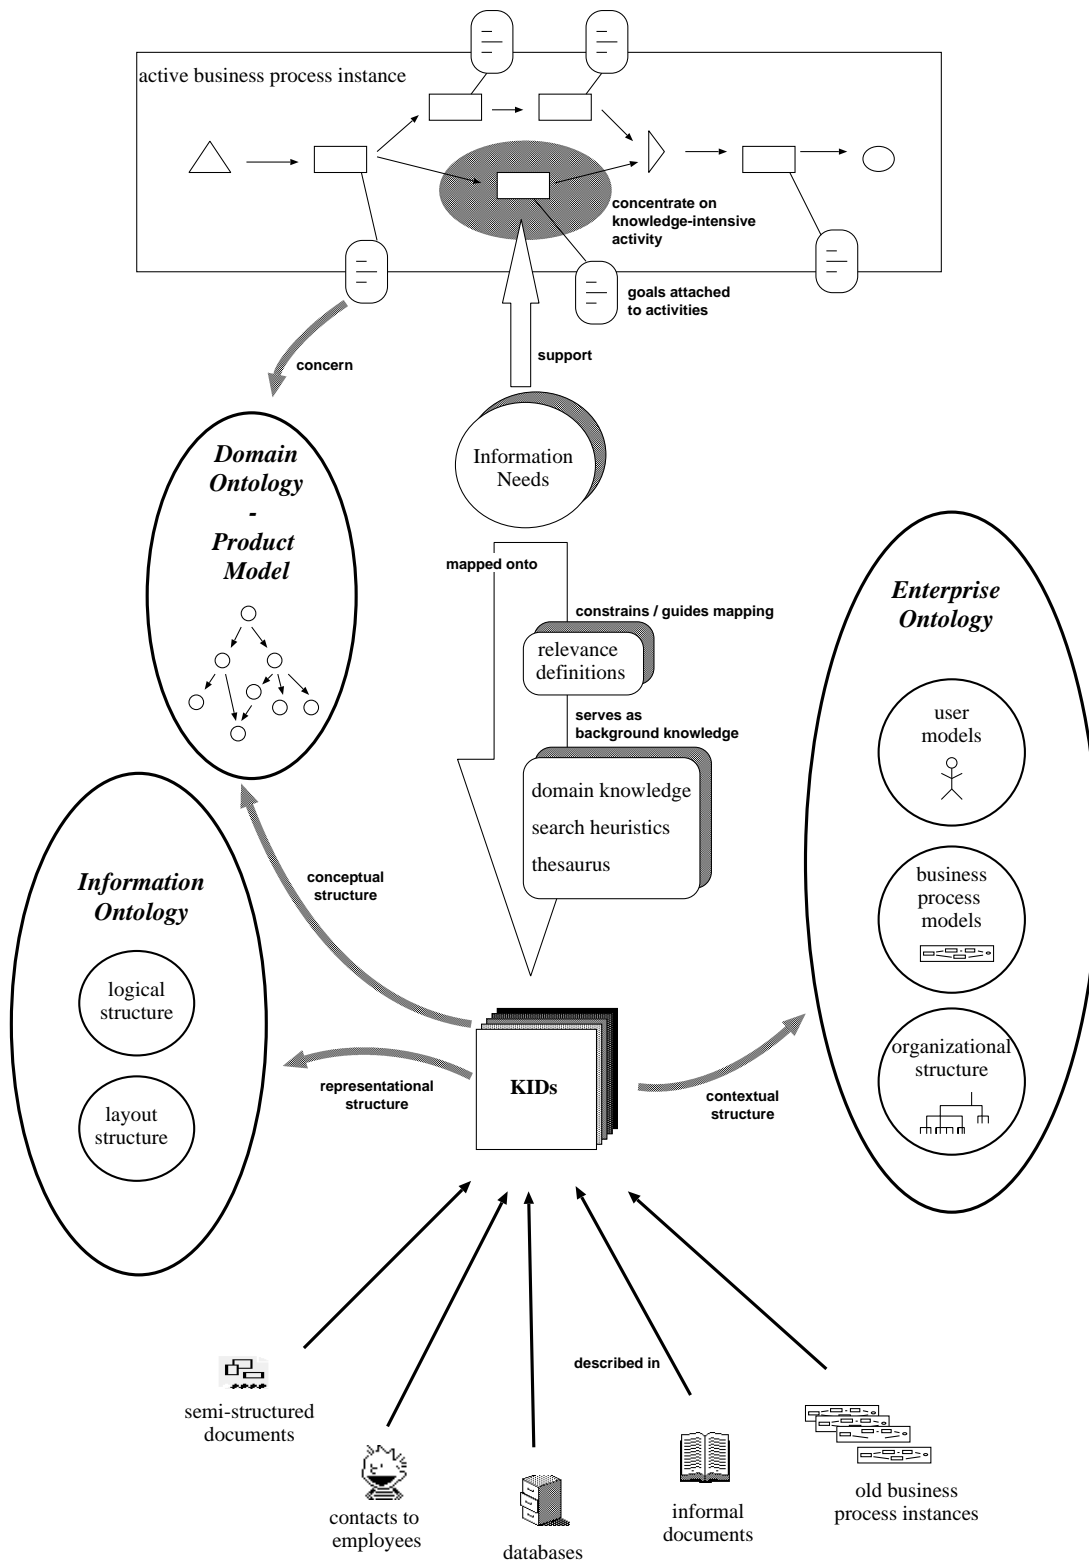 active business process instance
concentrate on
knowledge-intensive
activity
goals attached
to activities
support
concern
Domain
Ontology
-
Product
Model
Information
Needs
mapped onto
constrains / guides mapping
relevance
definitions
serves as
background knowledge
domain knowledge
search heuristics
thesaurus
Enterprise
Ontology
user
models
business
process
models
organizational
structure
Information
Ontology
logical
structure
layout
structure
conceptual
structure
representational
structure
KIDs
contextual
structure
described in
semi-structured
documents
contacts to
employees
databases
informal
documents
old business
process instances